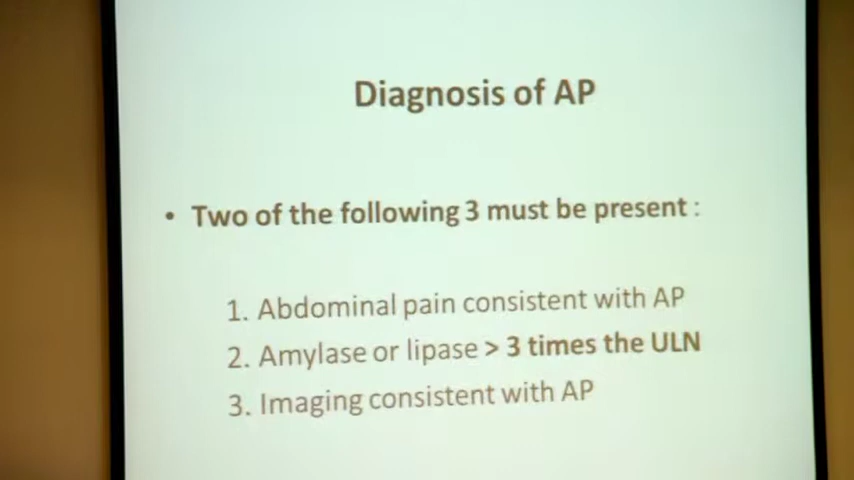 Diagnosis of AP
• Two of the following 3 must be present :
1. Abdominal pain consistent with AP
2. Amylase or lipase > 3 times the ULN
3. Imaging consistent with AP